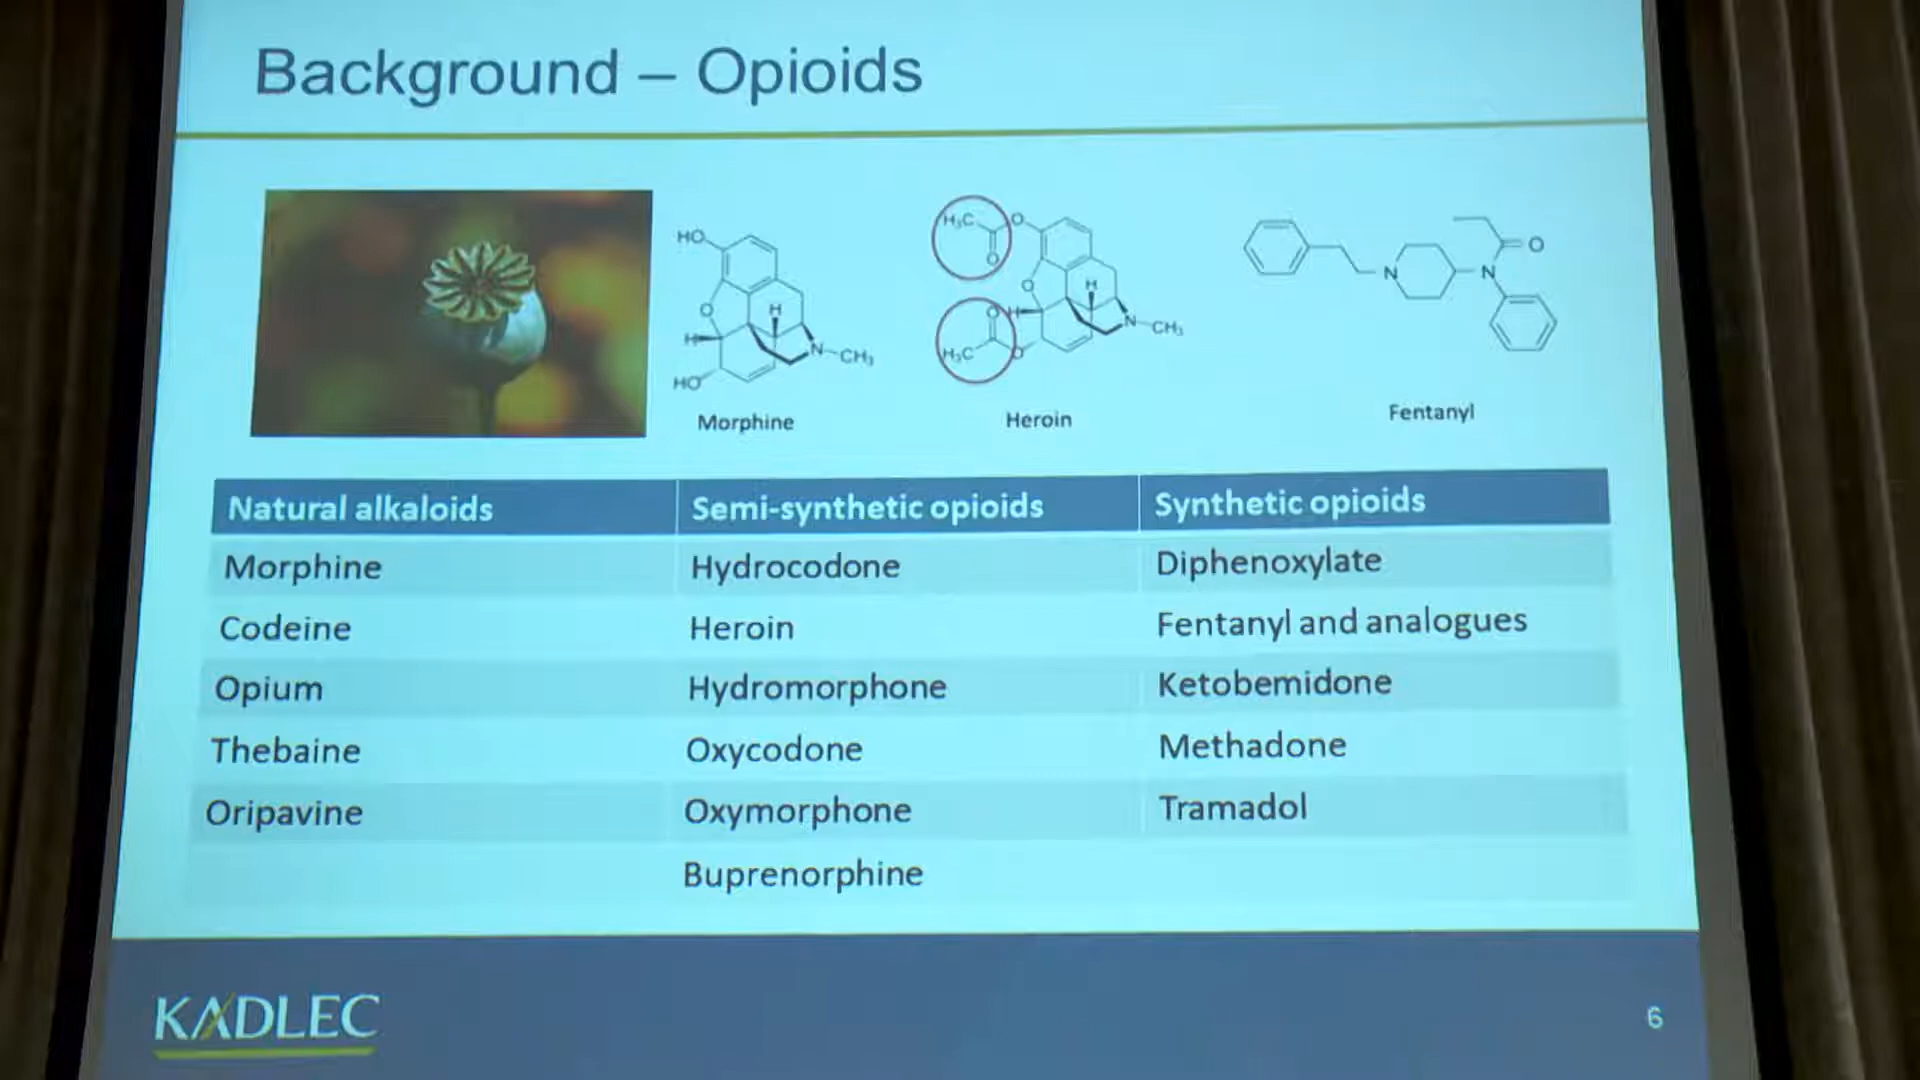 Background – Opioids
HO
O
H
H
N
CH₃
HO
Morphine
H₃C
O
O
O
H
H
N
CH₃
O
H₃C
O
Heroin
N
N
O
Fentanyl
Natural alkaloids Semi-synthetic opioids Synthetic opioids
Morphine Hydrocodone Diphenoxylate
Codeine Heroin Fentanyl and analogues
Opium Hydromorphone Ketobemidone
Thebaine Oxycodone Methadone
Oripavine Oxymorphone Tramadol
Buprenorphine
KADLEC
6